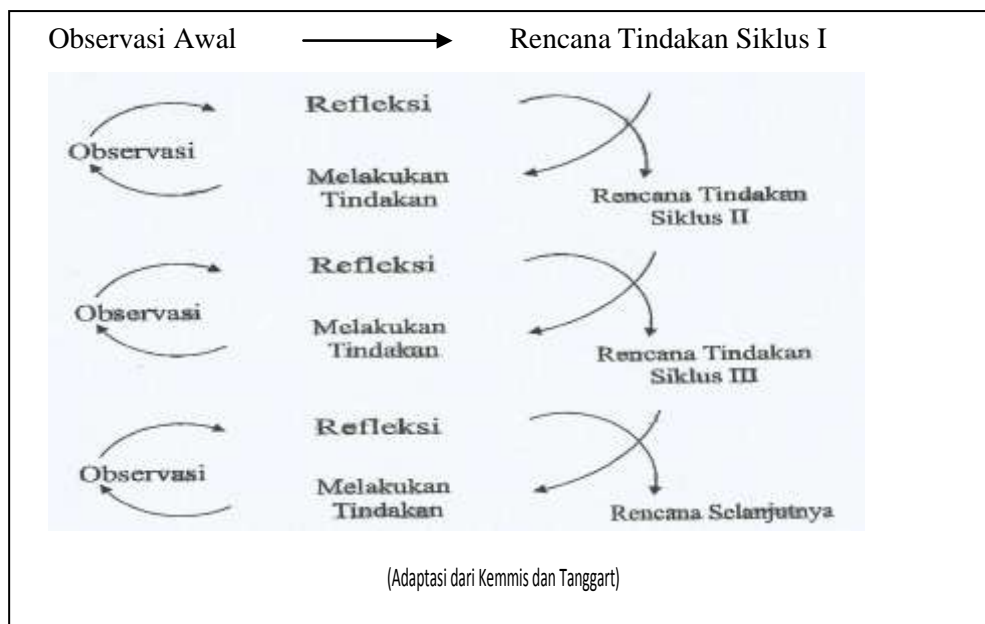 Observasi Awal
Rencana Tindakan Siklus I
Refleksi
Observasi
Melakukan
Tindakan
Rencana Tindakan
Siklus II
Refleksi
Observasi
Melakukan
Tindakan
Rencana Tindakan
Siklus III
Refleksi
Observasi
Melakukan
Tindakan
Rencana Selanjutnya
(Adaptasi dari Kemmis dan Tanggart)